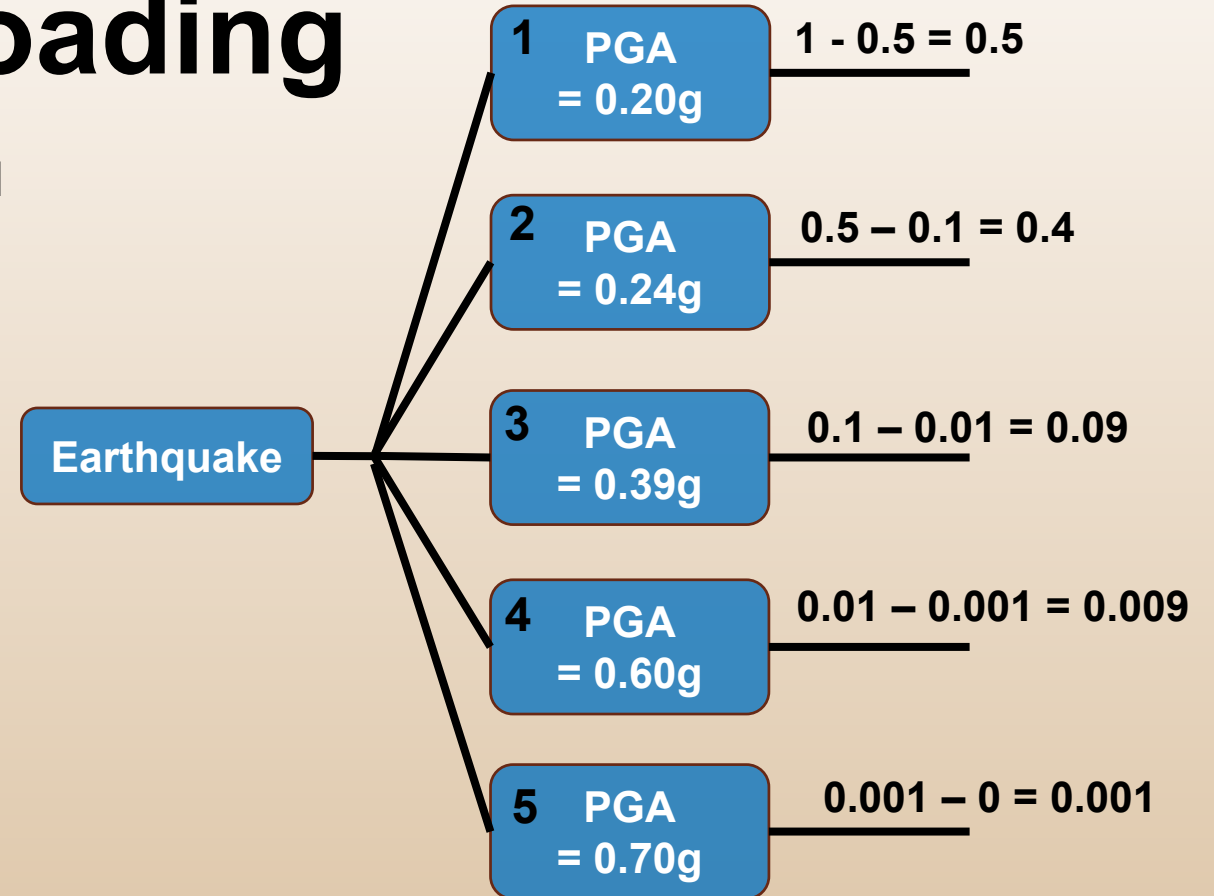 oading
1 PGA
= 0.20g
1 - 0.5 = 0.5
2 PGA
= 0.24g
0.5 – 0.1 = 0.4
Earthquake
3 PGA
= 0.39g
0.1 – 0.01 = 0.09
4 PGA
= 0.60g
0.01 – 0.001 = 0.009
5 PGA
= 0.70g
0.001 – 0 = 0.001